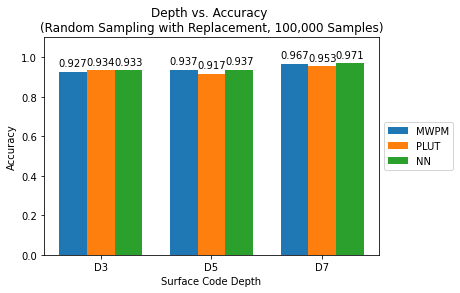 Depth vs. Accuracy
(Random Sampling with Replacement, 100,000 Samples)
Accuracy
1.0
0.8
0.6
0.4
0.2
0.0
0.927 0.934 0.933
0.937 0.917 0.937
0.967 0.953 0.971
D3 D5 D7
Surface Code Depth
MWPM
PLUT
NN